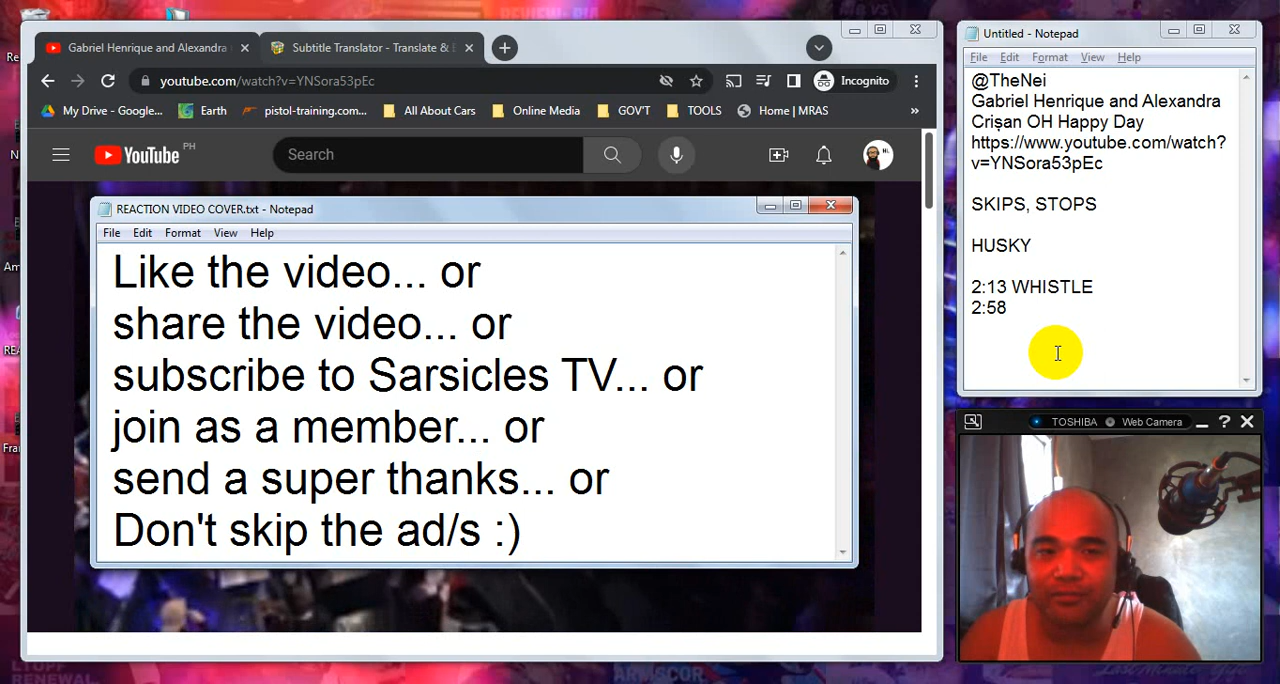 Gabriel Henrique and Alexandra
Subtitle Translator - Translate &
youtube.com/watch?v=YNSora53pEc
Incognito
My Drive - Google...
Earth
pistol-training.com...
All About Cars
Online Media
GOV'T
TOOLS
Home | MRAS
»
YouTube PH
Search
REACTION VIDEO COVER.txt - Notepad
File Edit Format View Help
Like the video... or
share the video... or
subscribe to Sarsicles TV... or
join as a member... or
send a super thanks... or
Don't skip the ad/s :)
Untitled - Notepad
File Edit Format View Help
@TheNei
Gabriel Henrique and Alexandra
Crișan OH Happy Day
https://www.youtube.com/watch?
v=YNSora53pEc
SKIPS, STOPS
HUSKY
2:13 WHISTLE
2:58
TOSHIBA Web Camera
RENEWAL
ARMSCOR